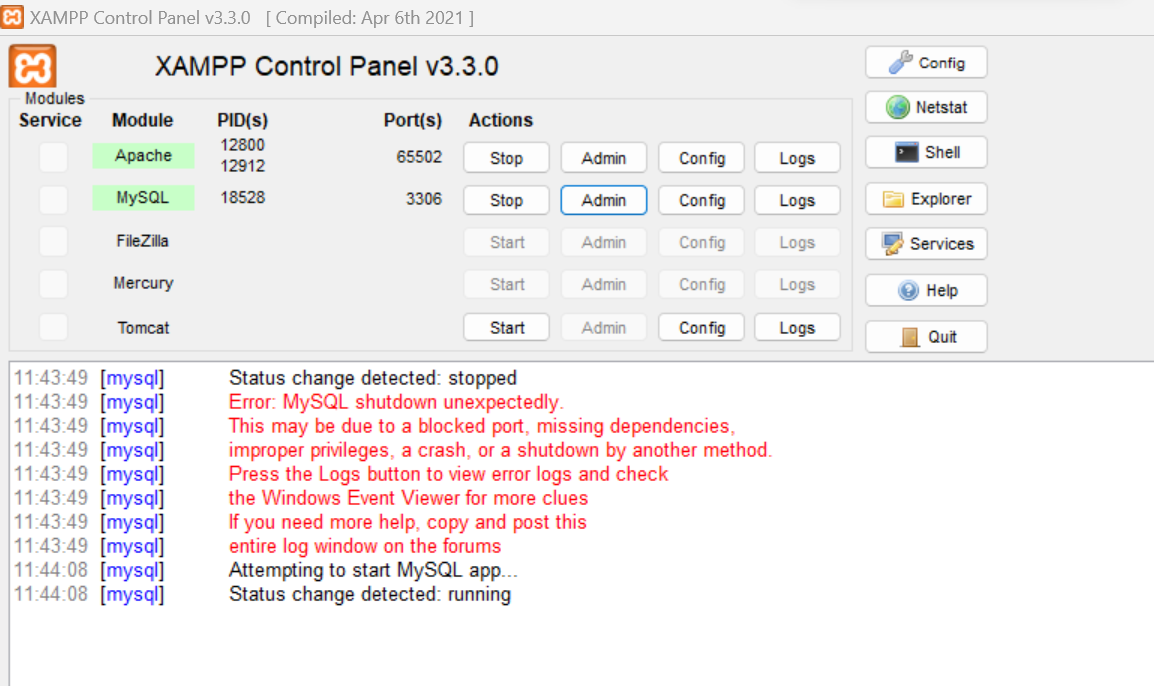 XAMPP Control Panel v3.3.0 [ Compiled: Apr 6th 2021 ]
XAMPP Control Panel v3.3.0
Config
Modules
Service Module PID(s) Port(s) Actions
Netstat
Apache 12800 12912 65502 Stop Admin Config Logs
Shell
MySQL 18528 3306 Stop Admin Config Logs
Explorer
FileZilla Start Admin Config Logs
Services
Mercury Start Admin Config Logs
Help
Tomcat Start Admin Config Logs
Quit
11:43:49 [mysql] Status change detected: stopped
11:43:49 [mysql] Error: MySQL shutdown unexpectedly.
11:43:49 [mysql] This may be due to a blocked port, missing dependencies,
11:43:49 [mysql] improper privileges, a crash, or a shutdown by another method.
11:43:49 [mysql] Press the Logs button to view error logs and check
11:43:49 [mysql] the Windows Event Viewer for more clues
11:43:49 [mysql] If you need more help, copy and post this
11:43:49 [mysql] entire log window on the forums
11:44:08 [mysql] Attempting to start MySQL app...
11:44:08 [mysql] Status change detected: running